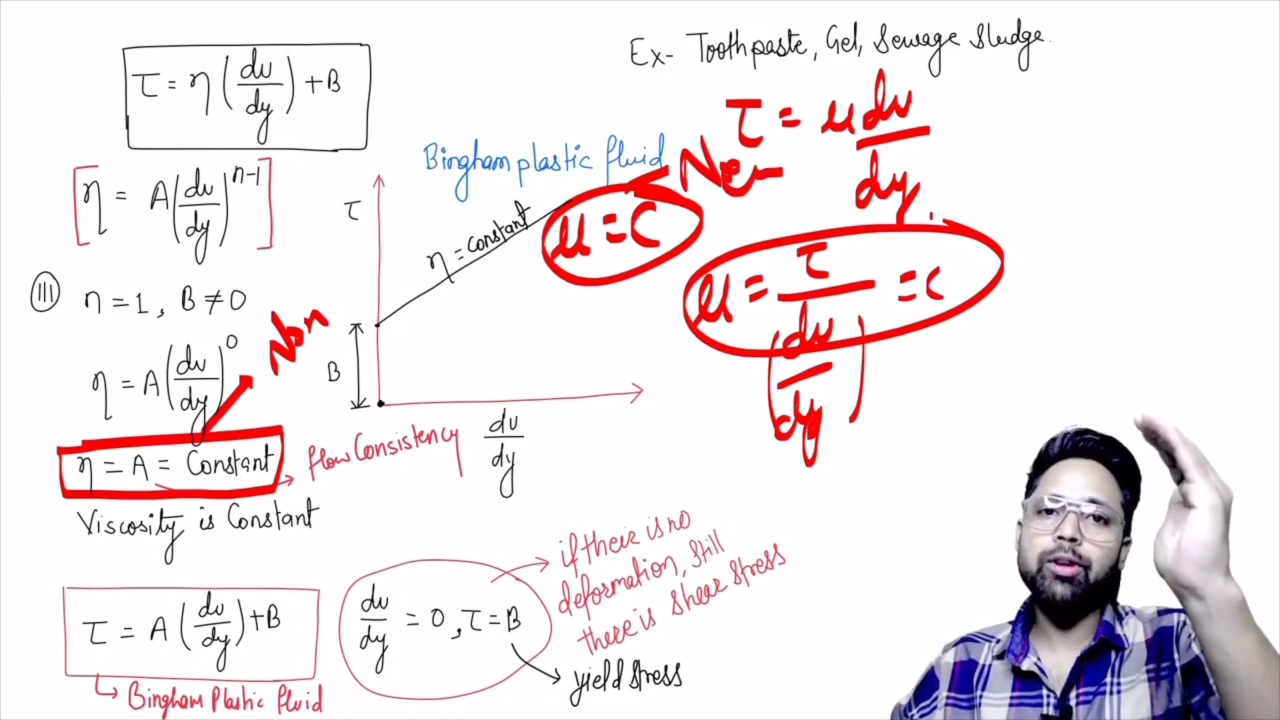 Ex- Toothpaste, Gel, Sewage Sludge.
τ = η (du/dy) + B
[η = A(du/dy)^(n-1)]
(III) n = 1, B ≠ 0
η = A(du/dy)^0
Non
η = A = Constant
Flow Consistency
Viscosity is Constant
τ = A (du/dy) + B
Bingham Plastic fluid
Bingham plastic fluid
τ
η = constant
B
du/dy
μ = C
τ = μ du/dy
μ = τ/(du/dy) = C
du/dy = 0, τ = B
yield stress
if there is no
deformation, still
there is shear stress